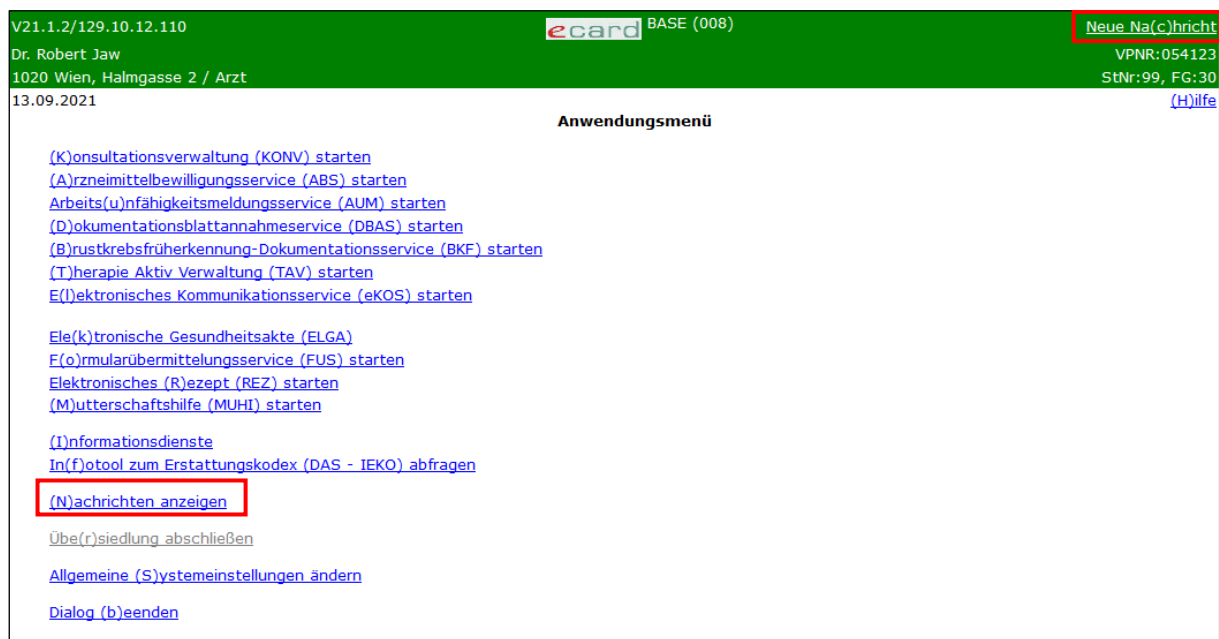 V21.1.2/129.10.12.110 ecard BASE (008) Neue Na(c)hricht
Dr. Robert Jaw VPNR:054123
1020 Wien, Halmgasse 2 / Arzt StNr:99, FG:30
13.09.2021 (H)ilfe
Anwendungsmenü
(K)onsultationsverwaltung (KONV) starten
(A)rzneimittelbewilligungsservice (ABS) starten
Arbeits(u)nfähigkeitsmeldungsservice (AUM) starten
(D)okumentationsblattannahmeservice (DBAS) starten
(B)rustkrebsfrüherkennung-Dokumentationsservice (BKF) starten
(T)herapie Aktiv Verwaltung (TAV) starten
E(l)ektronisches Kommunikationsservice (eKOS) starten
Ele(k)tronische Gesundheitsakte (ELGA)
F(o)rmularübermittelungsservice (FUS) starten
Elektronisches (R)ezept (REZ) starten
(M)utterschaftshilfe (MUHI) starten
(I)nformationsdienste
In(f)otool zum Erstattungskodex (DAS - IEKO) abfragen
(N)achrichten anzeigen
Übe(r)siedlung abschließen
Allgemeine (S)ystemeinstellungen ändern
Dialog (b)eenden